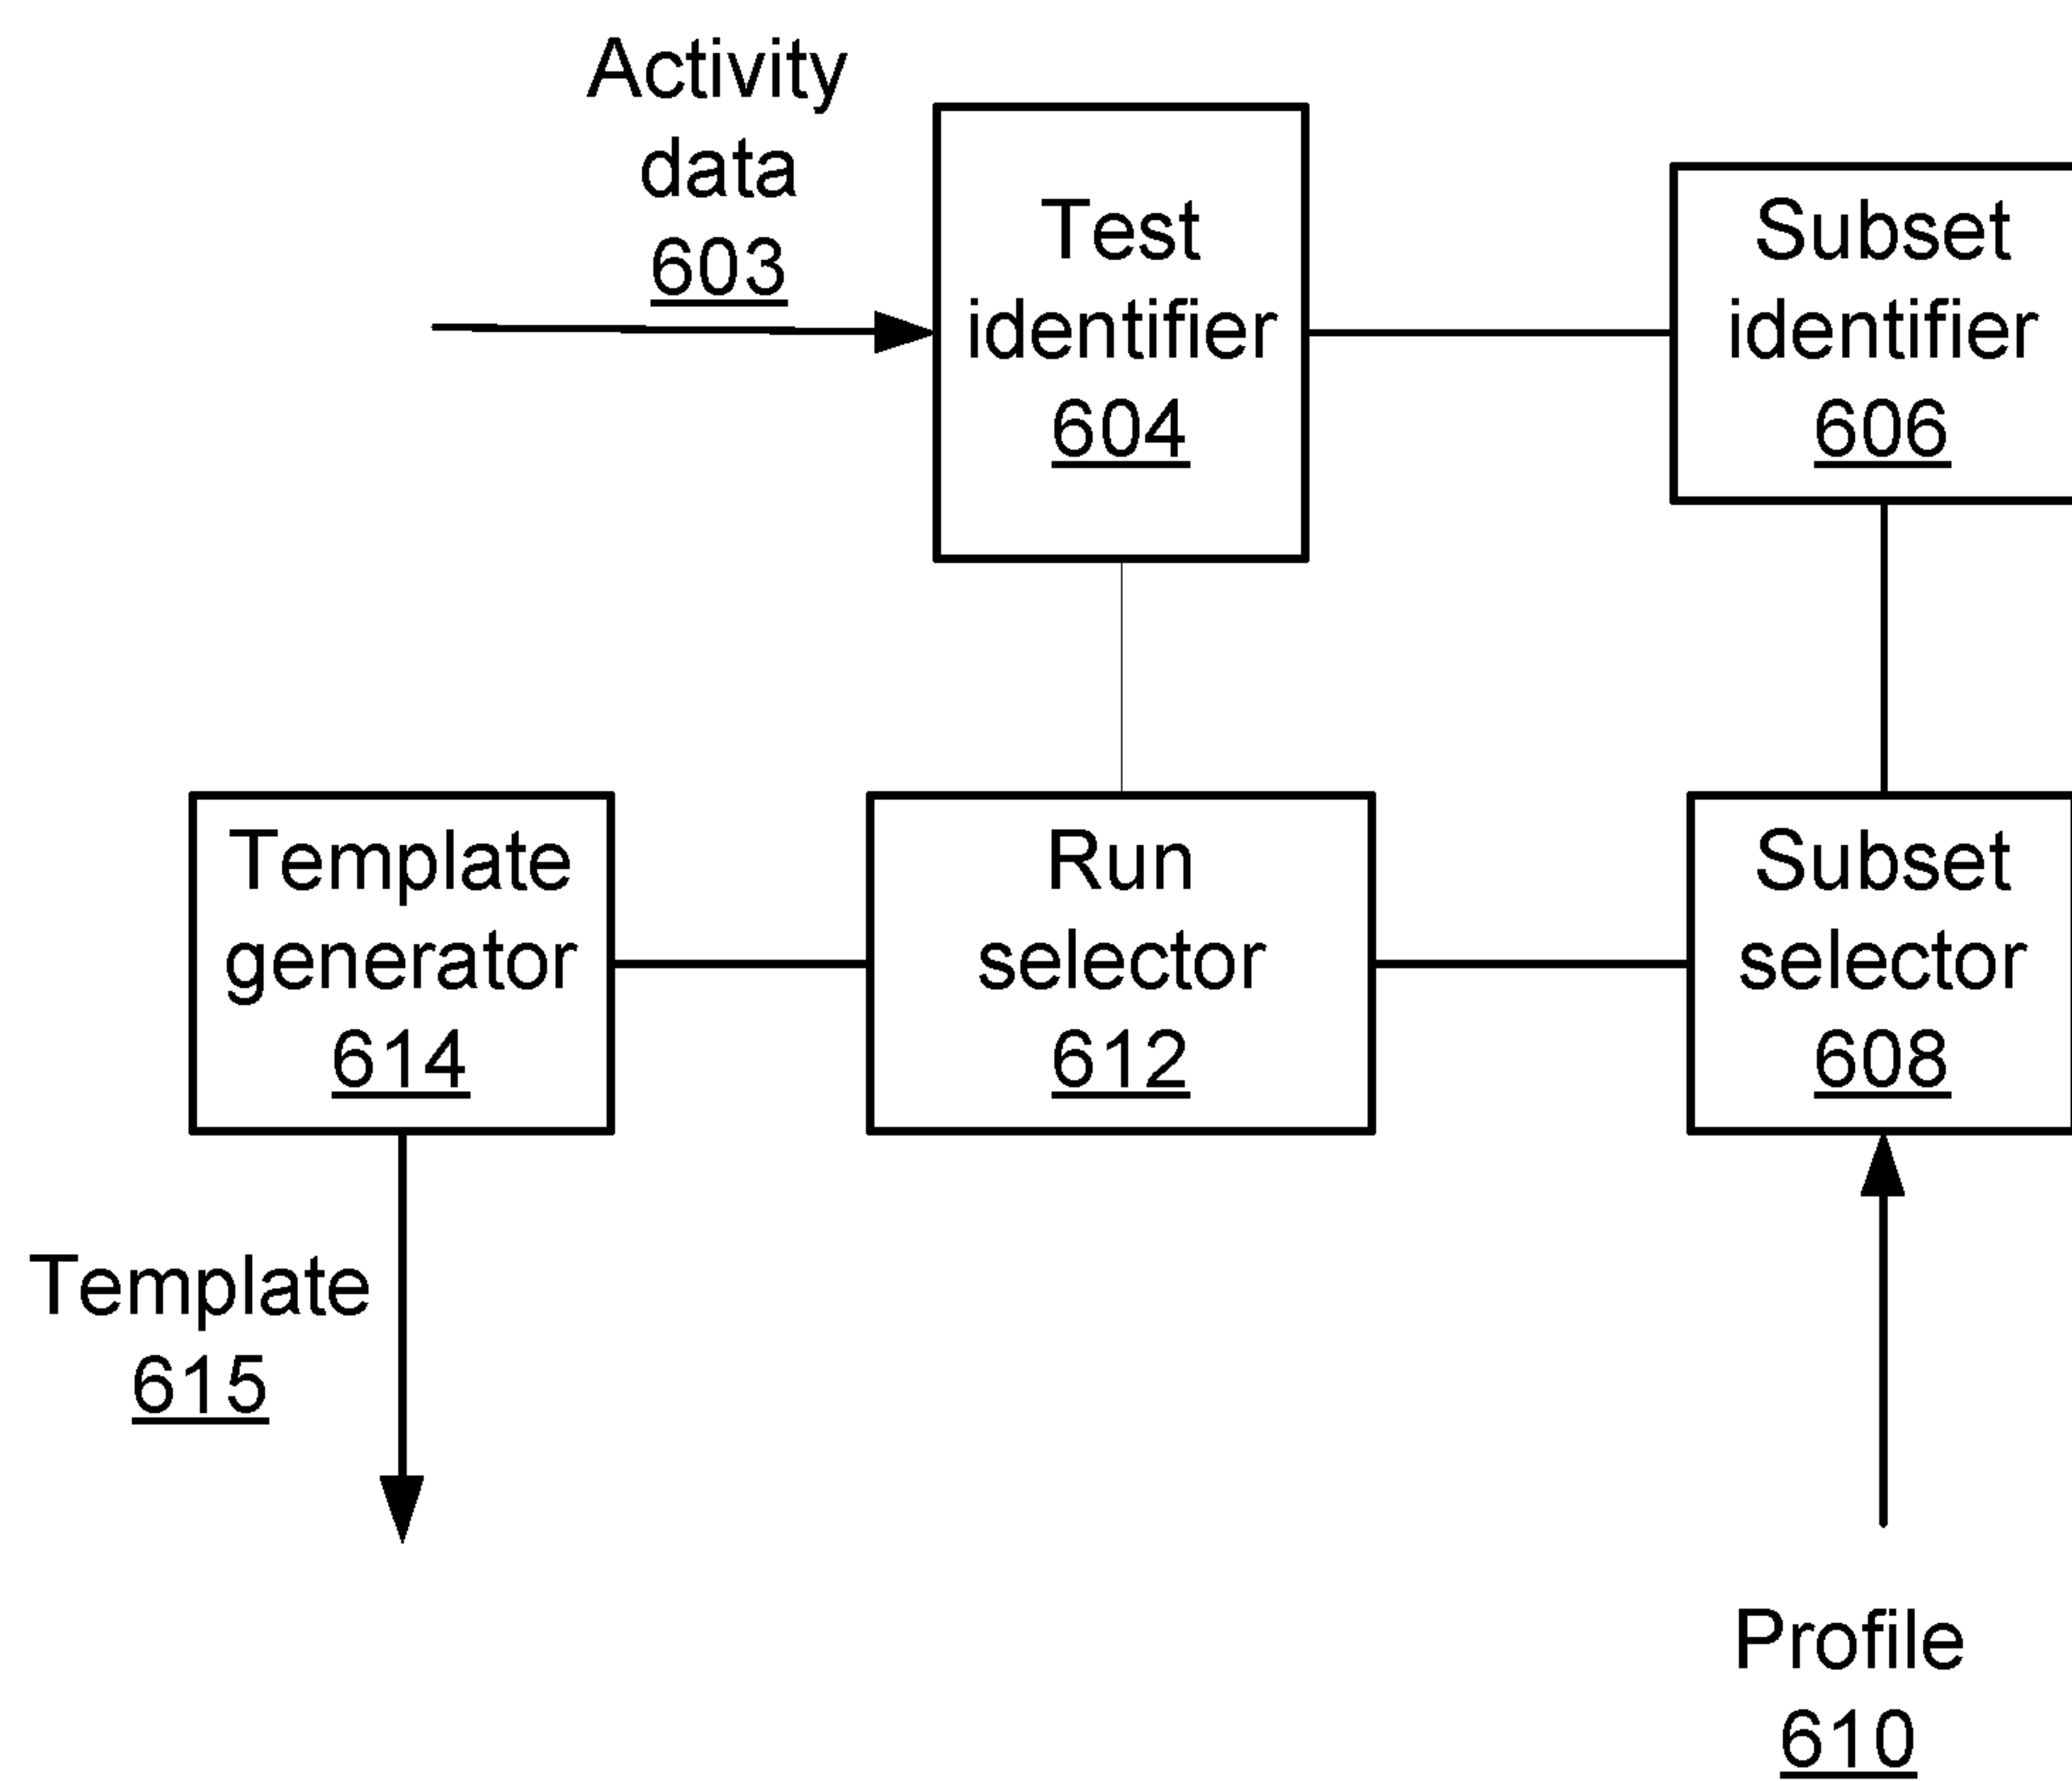 Activity
data
603
Test
identifier
604
Subset
identifier
606
Template
generator
614
Run
selector
612
Subset
selector
608
Template
615
Profile
610